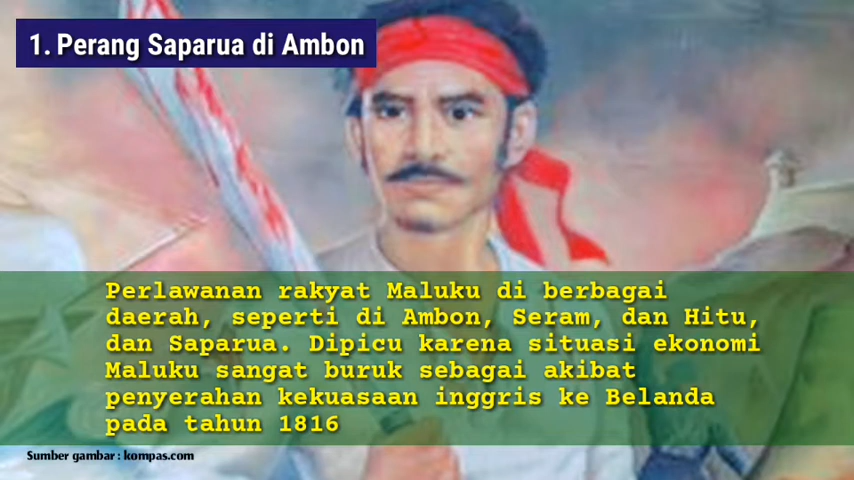 1. Perang Saparua di Ambon
Perlawanan rakyat Maluku di berbagai
daerah, seperti di Ambon, Seram, dan Hitu,
dan Saparua. Dipicu karena situasi ekonomi
Maluku sangat buruk sebagai akibat
penyerahan kekuasaan inggris ke Belanda
pada tahun 1816
Sumber gambar : kompas.com